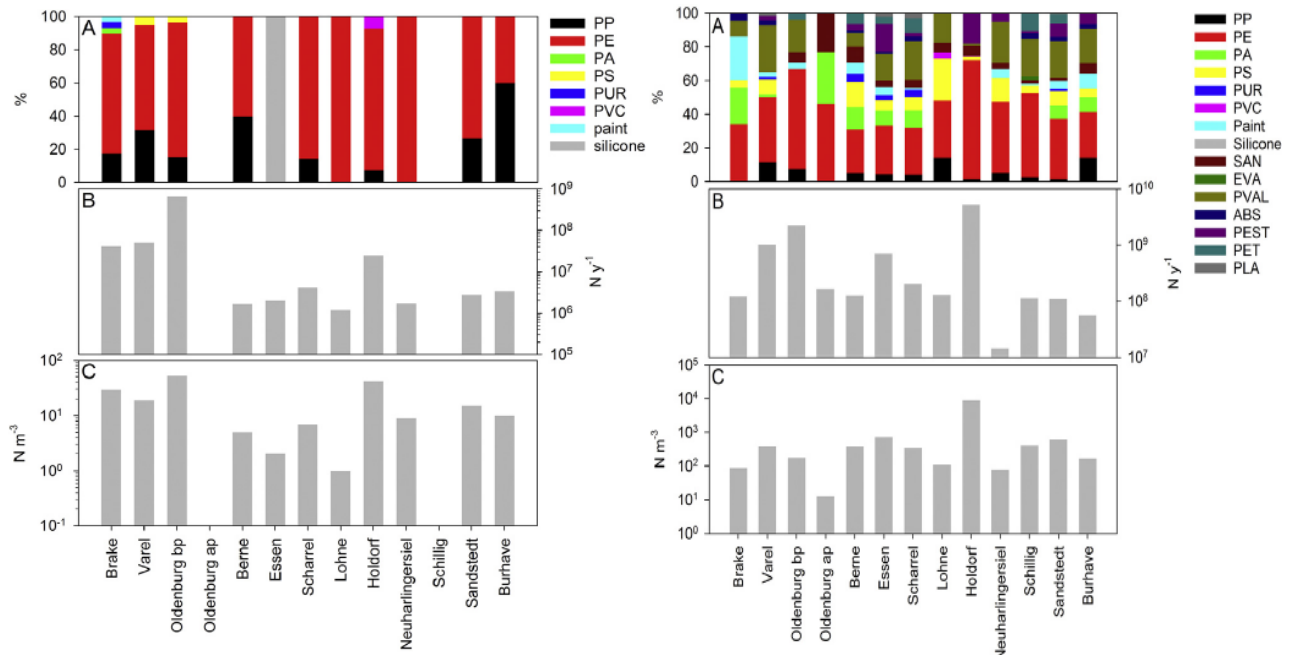 A
100
80
60
40
20
0
%
PP
PE
PA
PS
PUR
PVC
paint
silicone
B
10^9
10^8
10^7
10^6
10^5
N y^-1
C
10^2
10^1
10^0
10^-1
N m^-3
Brake
Varel
Oldenburg bp
Oldenburg ap
Berne
Essen
Scharrel
Lohne
Holdorf
Neuharlingersiel
Schillig
Sandstedt
Burhave
A
100
80
60
40
20
0
%
PP
PE
PA
PS
PUR
PVC
Paint
Silicone
SAN
EVA
PVAL
ABS
PEST
PET
PLA
B
10^10
10^9
10^8
10^7
N y^-1
C
10^5
10^4
10^3
10^2
10^1
10^0
N m^-3
Brake
Varel
Oldenburg bp
Oldenburg ap
Berne
Essen
Scharrel
Lohne
Holdorf
Neuharlingersiel
Schillig
Sandstedt
Burhave